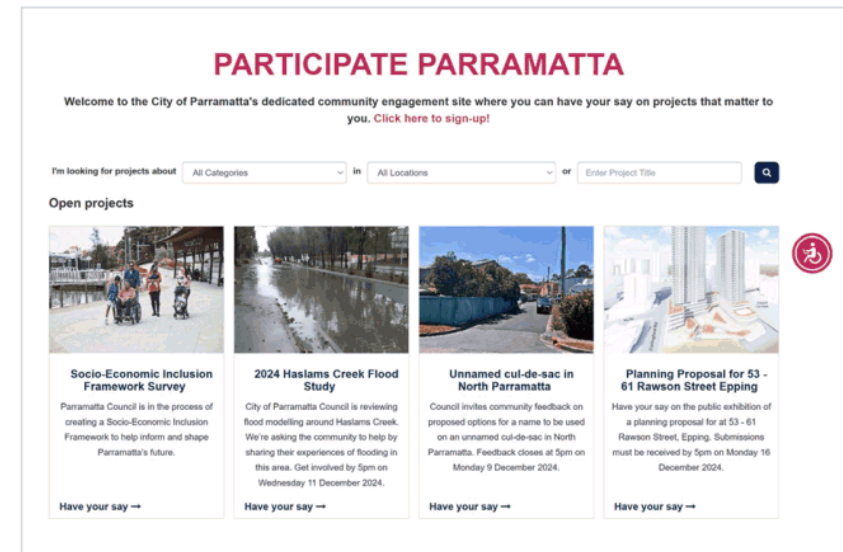 PARTICIPATE PARRAMATTA
Welcome to the City of Parramatta's dedicated community engagement site where you can have your say on projects that matter to
you. Click here to sign-up!
I'm looking for projects about All Categories in All Locations or Enter Project Title
Open projects
Socio-Economic Inclusion
Framework Survey
Parramatta Council is in the process of
creating a Socio-Economic Inclusion
Framework to help inform and shape
Parramatta's future.
Have your say →
2024 Haslams Creek Flood
Study
City of Parramatta Council is reviewing
flood modelling around Haslams Creek.
We're asking the community to help by
sharing their experiences of flooding in
this area. Get involved by 5pm on
Wednesday 11 December 2024.
Have your say →
Unnamed cul-de-sac in
North Parramatta
Council invites community feedback on
proposed options for a name to be used
on an unnamed cul-de-sac in North
Parramatta. Feedback closes at 5pm on
Monday 9 December 2024.
Have your say →
Planning Proposal for 53 -
61 Rawson Street Epping
Have your say on the public exhibition of
a planning proposal for at 53 - 61
Rawson Street, Epping. Submissions
must be received by 5pm on Monday 16
December 2024.
Have your say →